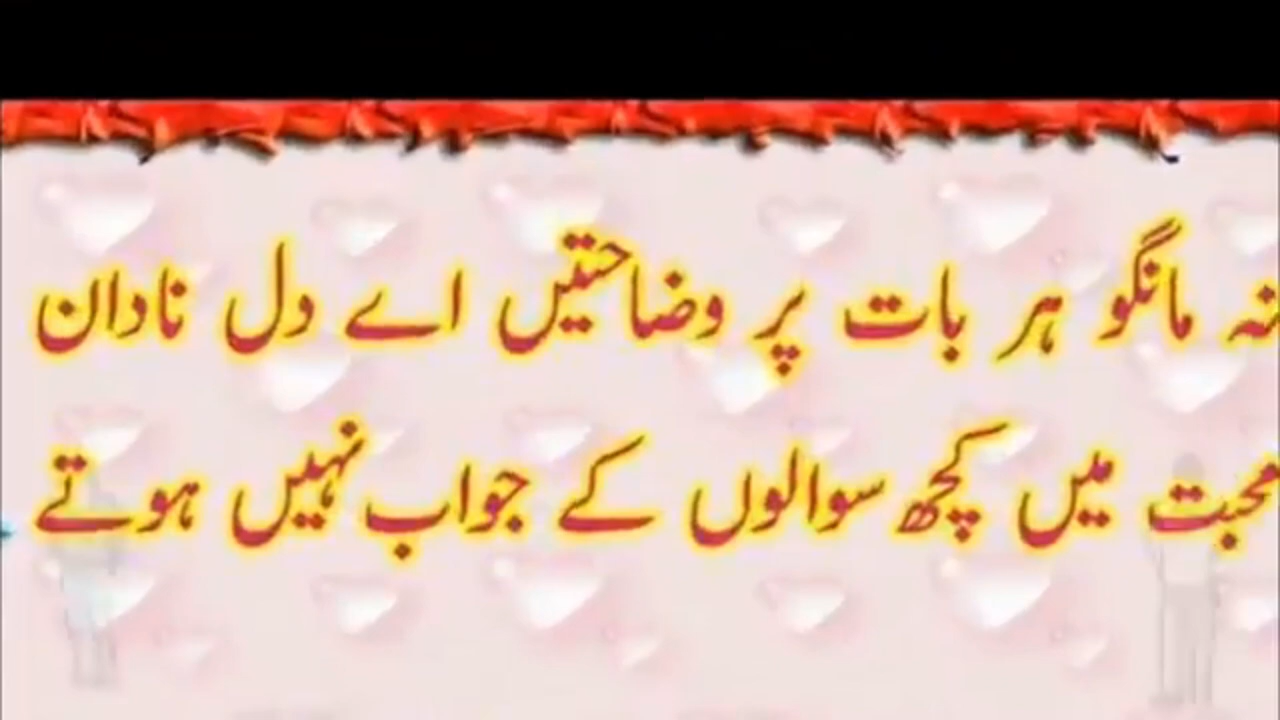 نہ مانگو ہر بات پر وضاحتیں اے دل نادان
محبت میں کچھ سوالوں کے جواب نہیں ہوتے